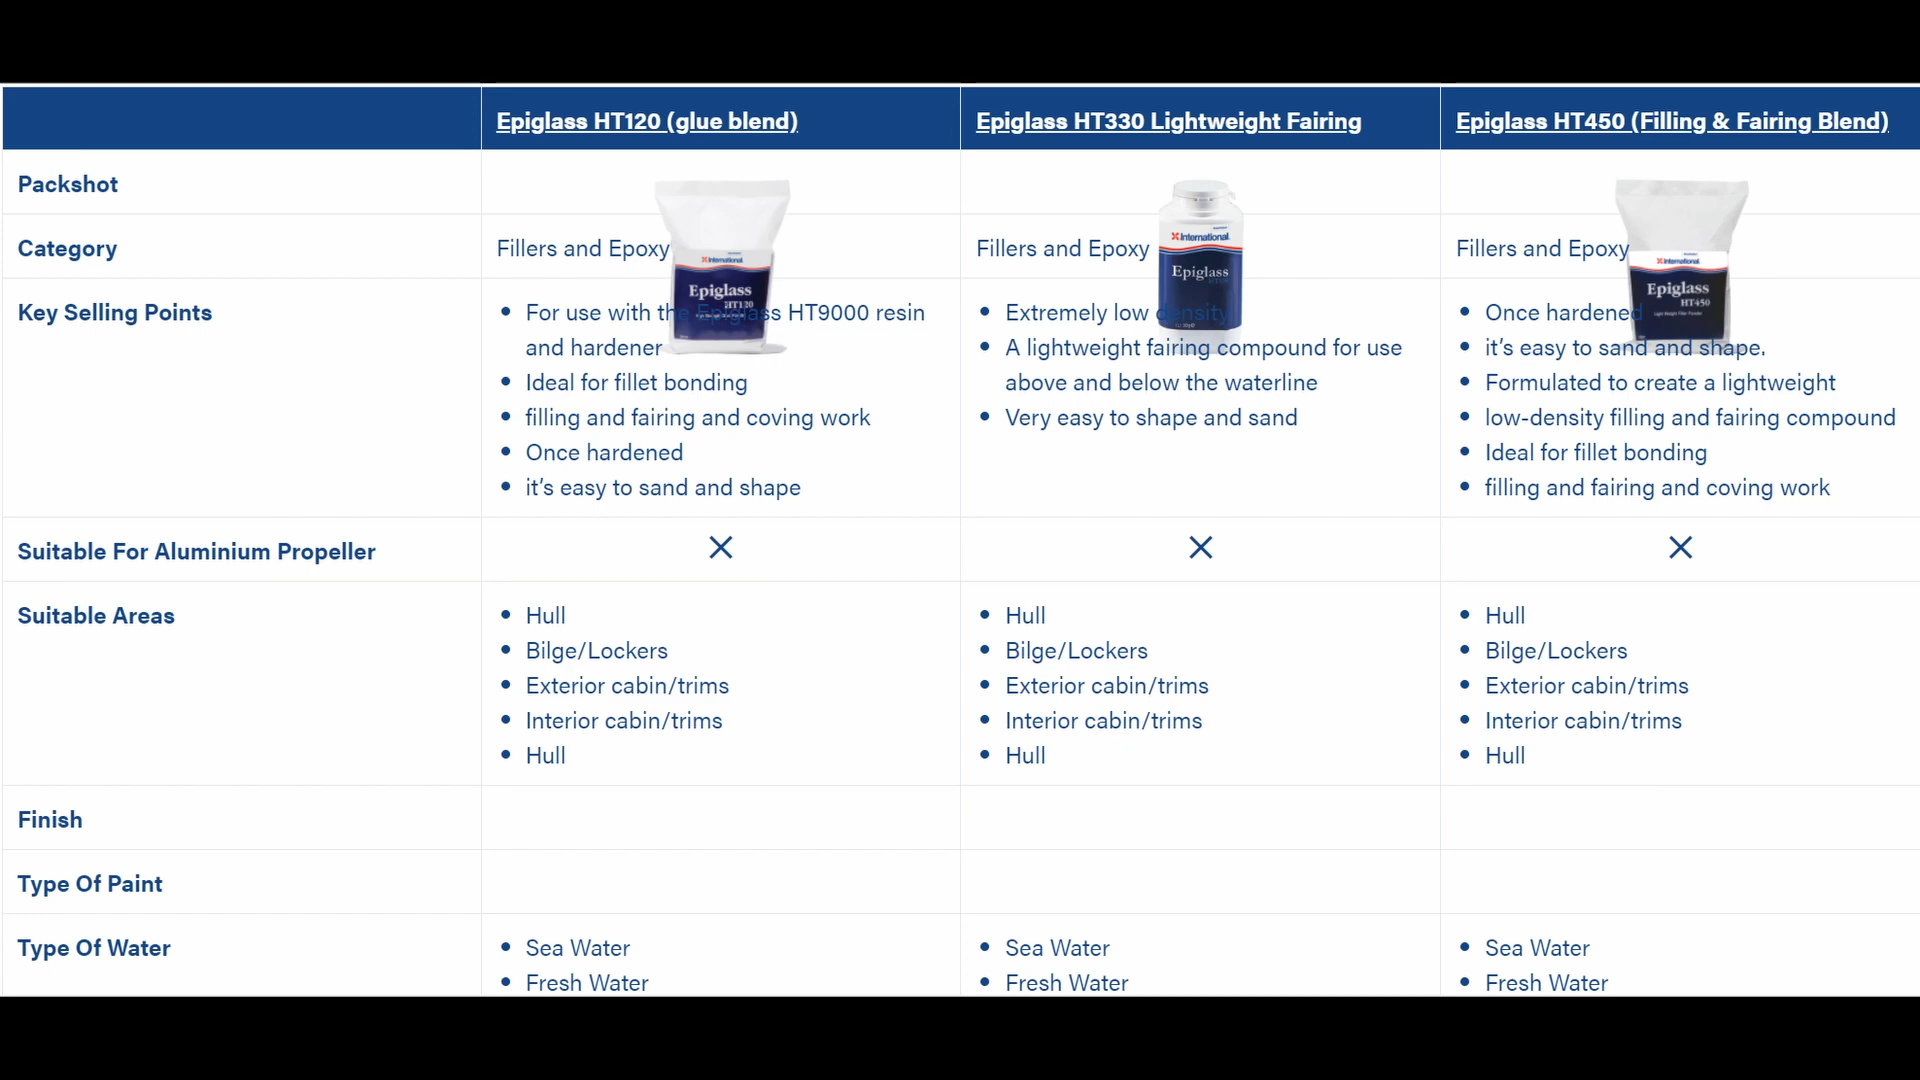 Epiglass HT120 (glue blend)
Epiglass HT330 Lightweight Fairing
Epiglass HT450 (Filling & Fairing Blend)
Packshot
Category
Fillers and Epoxy
Fillers and Epoxy
Fillers and Epoxy
International
Epiglass
HT120
International
Epiglass
International
Epiglass
HT450
Light Weight Filler Powder
Key Selling Points
For use with the Epiglass HT9000 resin
and hardener
Ideal for fillet bonding
filling and fairing and coving work
Once hardened
it’s easy to sand and shape
Extremely low density
A lightweight fairing compound for use
above and below the waterline
Very easy to shape and sand
Once hardened
it’s easy to sand and shape.
Formulated to create a lightweight
low-density filling and fairing compound
Ideal for fillet bonding
filling and fairing and coving work
Suitable For Aluminium Propeller
Suitable Areas
Hull
Bilge/Lockers
Exterior cabin/trims
Interior cabin/trims
Hull
Hull
Bilge/Lockers
Exterior cabin/trims
Interior cabin/trims
Hull
Hull
Bilge/Lockers
Exterior cabin/trims
Interior cabin/trims
Hull
Finish
Type Of Paint
Type Of Water
Sea Water
Fresh Water
Sea Water
Fresh Water
Sea Water
Fresh Water